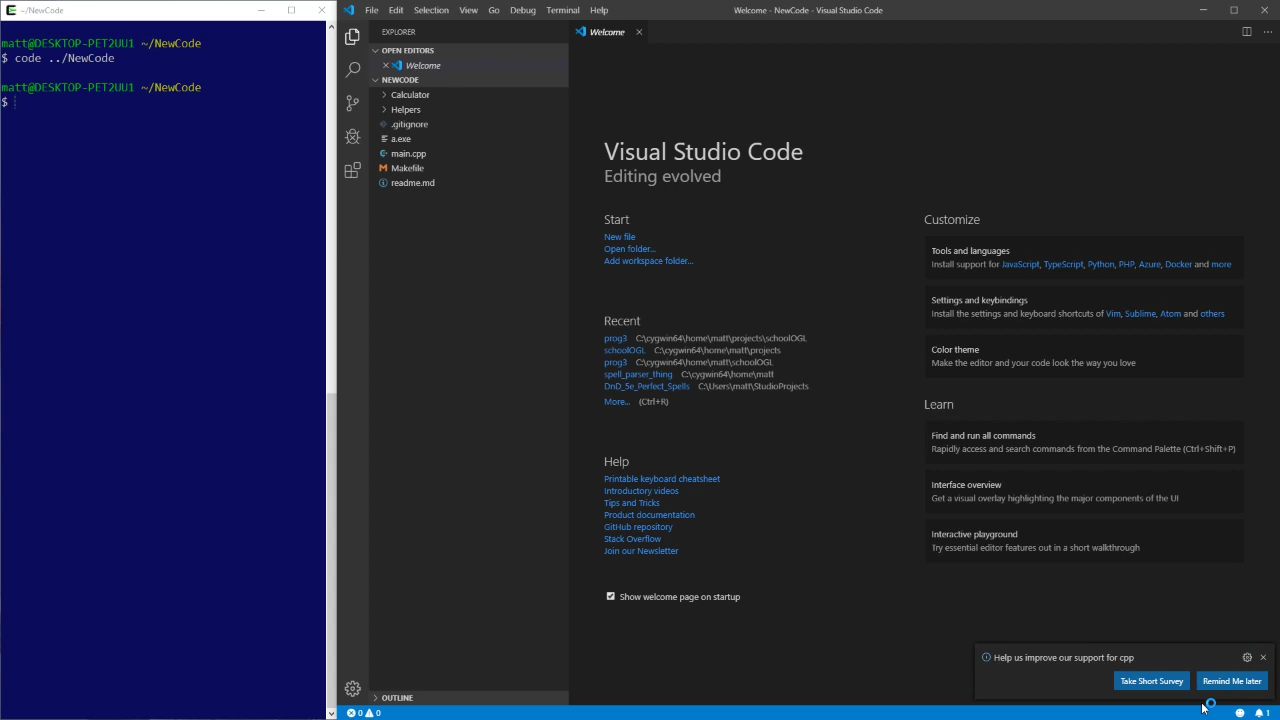 ~/NewCode
matt@DESKTOP-PET2UU1 ~/NewCode
$ code ../NewCode
matt@DESKTOP-PET2UU1 ~/NewCode
$
File Edit Selection View Go Debug Terminal Help
Welcome - NewCode - Visual Studio Code
EXPLORER
OPEN EDITORS
Welcome
NEWCODE
Calculator
Helpers
.gitignore
a.exe
main.cpp
Makefile
readme.md
OUTLINE
Welcome
Visual Studio Code
Editing evolved
Start
New file
Open folder...
Add workspace folder...
Recent
prog3 C:\cygwin64\home\matt\projects\schoolOGL
schoolOGL C:\cygwin64\home\matt\projects
prog3 C:\cygwin64\home\matt\schoolOGL
spell_parser_thing C:\cygwin64\home\matt
DnD_5e_Perfect_Spells C:\Users\matt\StudioProjects
More... (Ctrl+R)
Help
Printable keyboard cheatsheet
Introductory videos
Tips and Tricks
Product documentation
GitHub repository
Stack Overflow
Join our Newsletter
Show welcome page on startup
Customize
Tools and languages
Install support for JavaScript, TypeScript, Python, PHP, Azure, Docker and more
Settings and keybindings
Install the settings and keyboard shortcuts of Vim, Sublime, Atom and others
Color theme
Make the editor and your code look the way you love
Learn
Find and run all commands
Rapidly access and search commands from the Command Palette (Ctrl+Shift+P)
Interface overview
Get a visual overlay highlighting the major components of the UI
Interactive playground
Try essential editor features out in a short walkthrough
Help us improve our support for cpp
Take Short Survey
Remind Me later
0 0
1